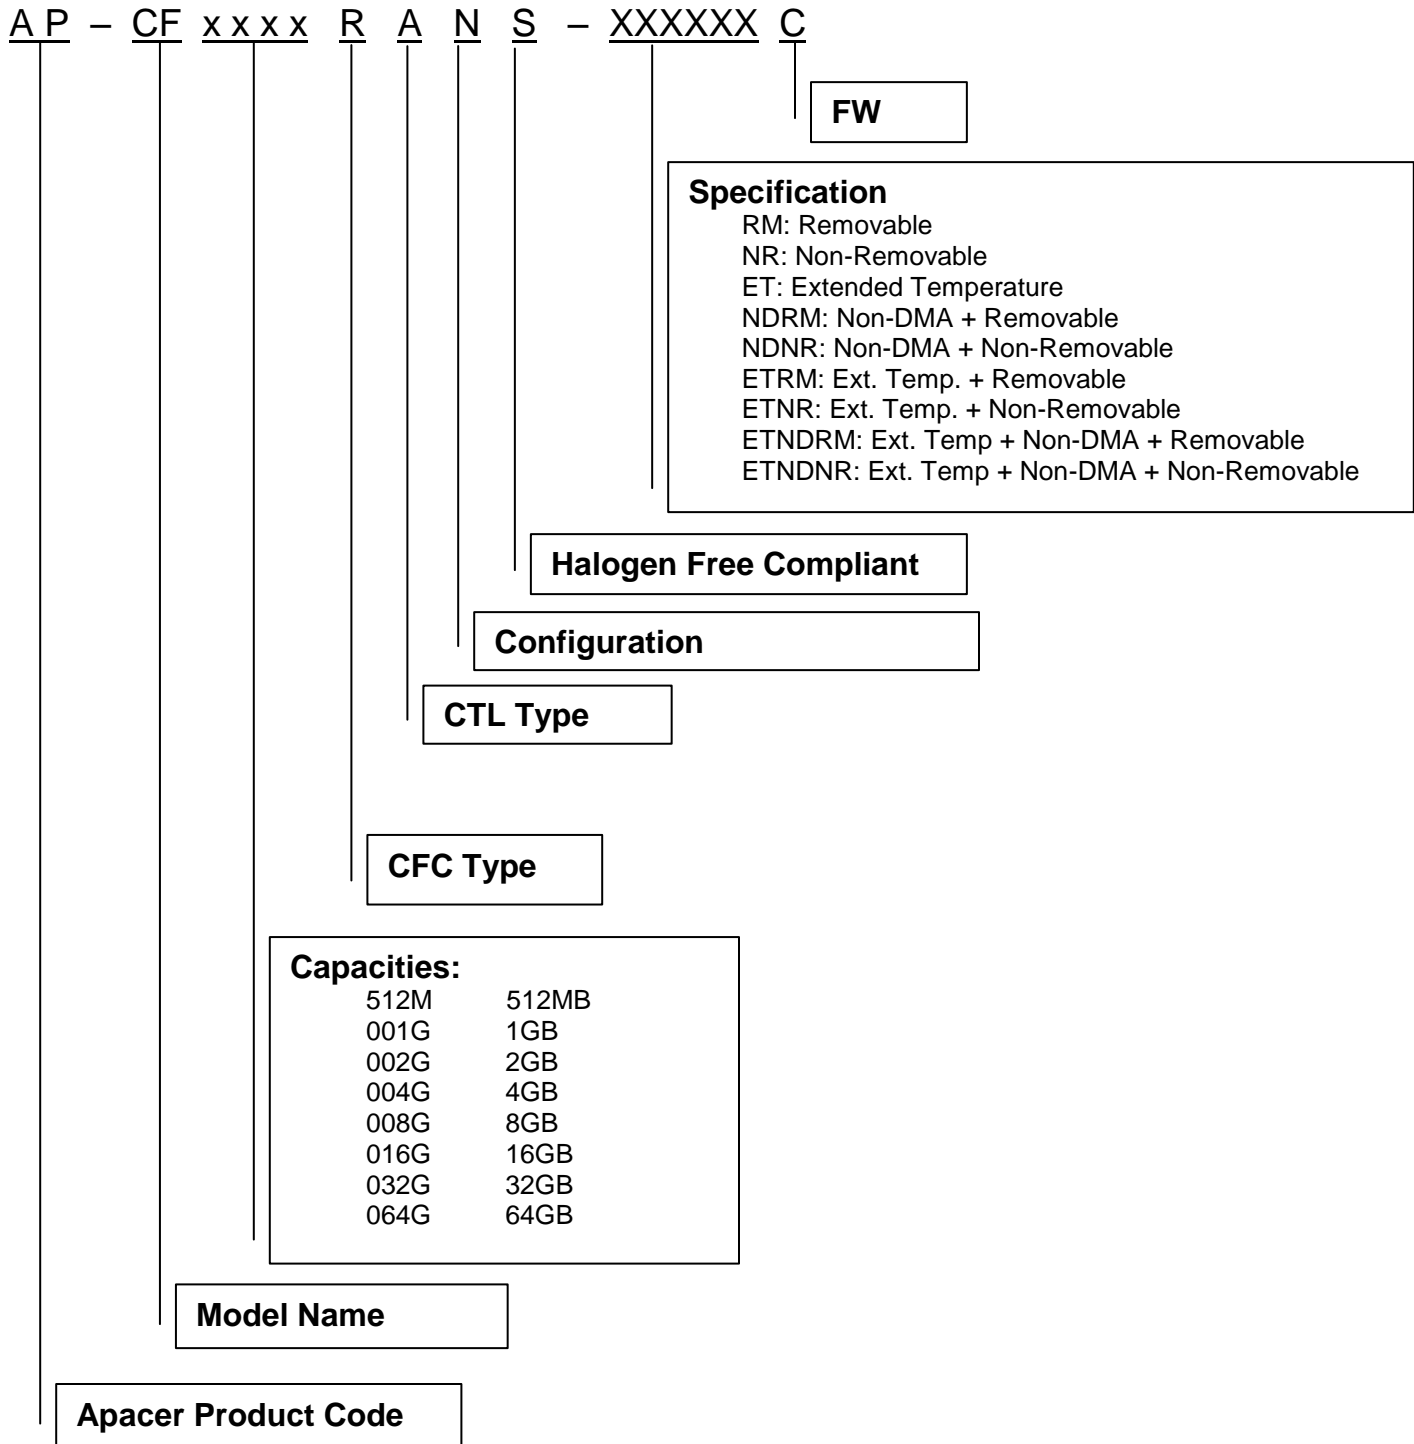 A P – CF x x x x R A N S – XXXXXX C
FW
Specification
RM: Removable
NR: Non-Removable
ET: Extended Temperature
NDRM: Non-DMA + Removable
NDNR: Non-DMA + Non-Removable
ETRM: Ext. Temp. + Removable
ETNR: Ext. Temp. + Non-Removable
ETNDRM: Ext. Temp + Non-DMA + Removable
ETNDNR: Ext. Temp + Non-DMA + Non-Removable
Halogen Free Compliant
Configuration
CTL Type
CFC Type
Capacities:
512M 512MB
001G 1GB
002G 2GB
004G 4GB
008G 8GB
016G 16GB
032G 32GB
064G 64GB
Model Name
Apacer Product Code